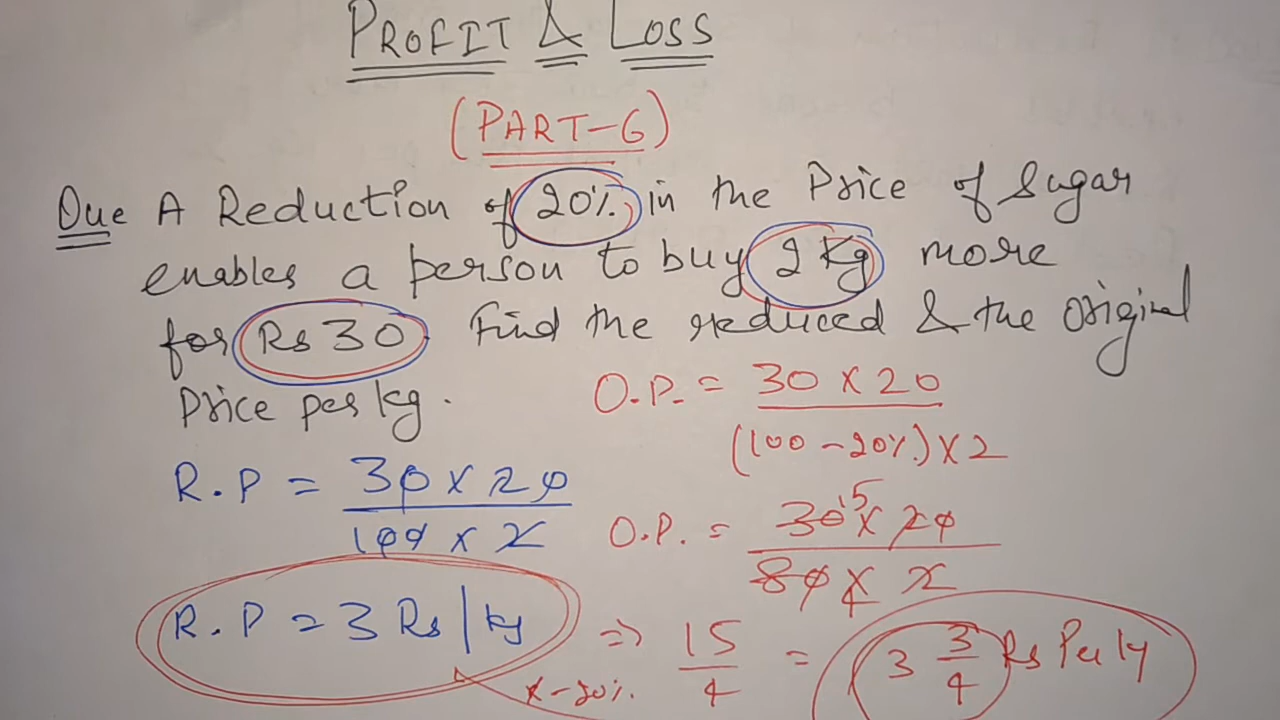 PROFIT & LOSS
(PART-6)
Que A Reduction of 20% in the Price of Sugar
enables a person to buy 2 Kg more
for Rs 30 Find the reduced & the original
Price per kg.
O.P. = 30 X 20
(100 - 20%) X 2
R.P = 30 X 20
100 X 2
O.P. = 30 15 X 20
80 4 X 2
R.P = 3 Rs | kg
=> 15
4
= 3 3
4
Rs Per kg
X - 20%